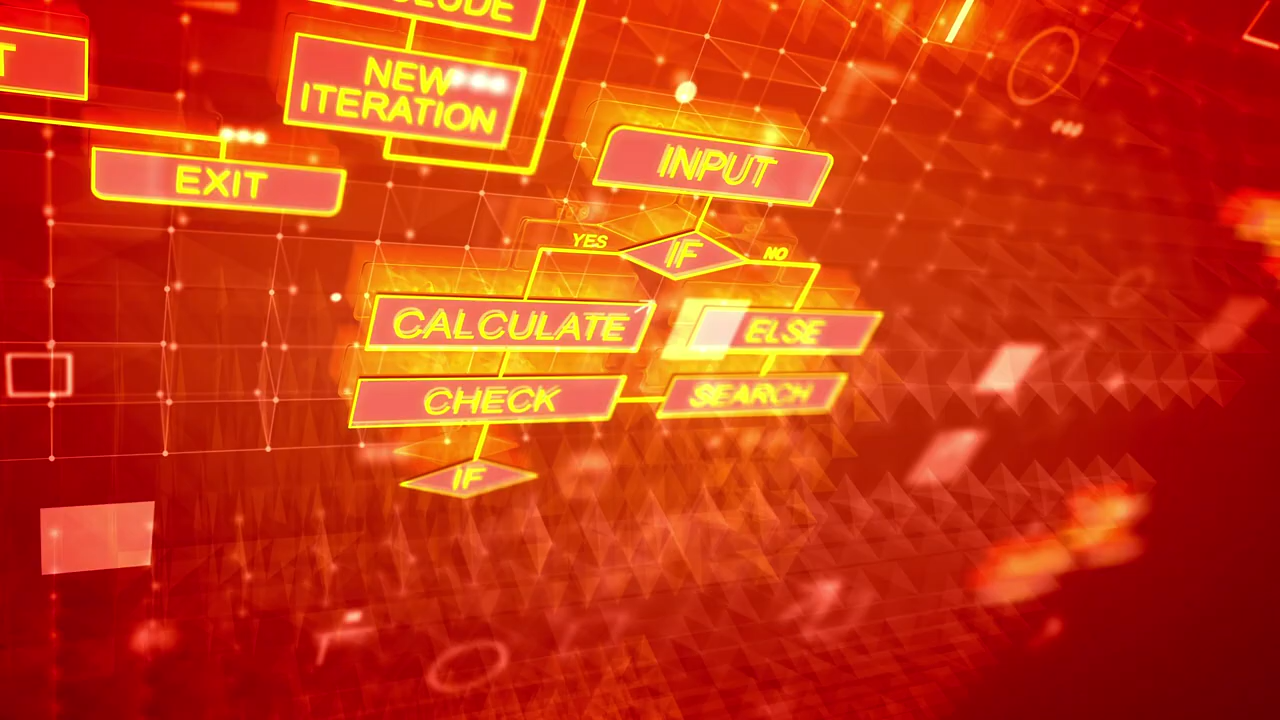 NEW
ITERATION
EXIT
INPUT
IF
YES
NO
CALCULATE
ELSE
CHECK
SEARCH
IF